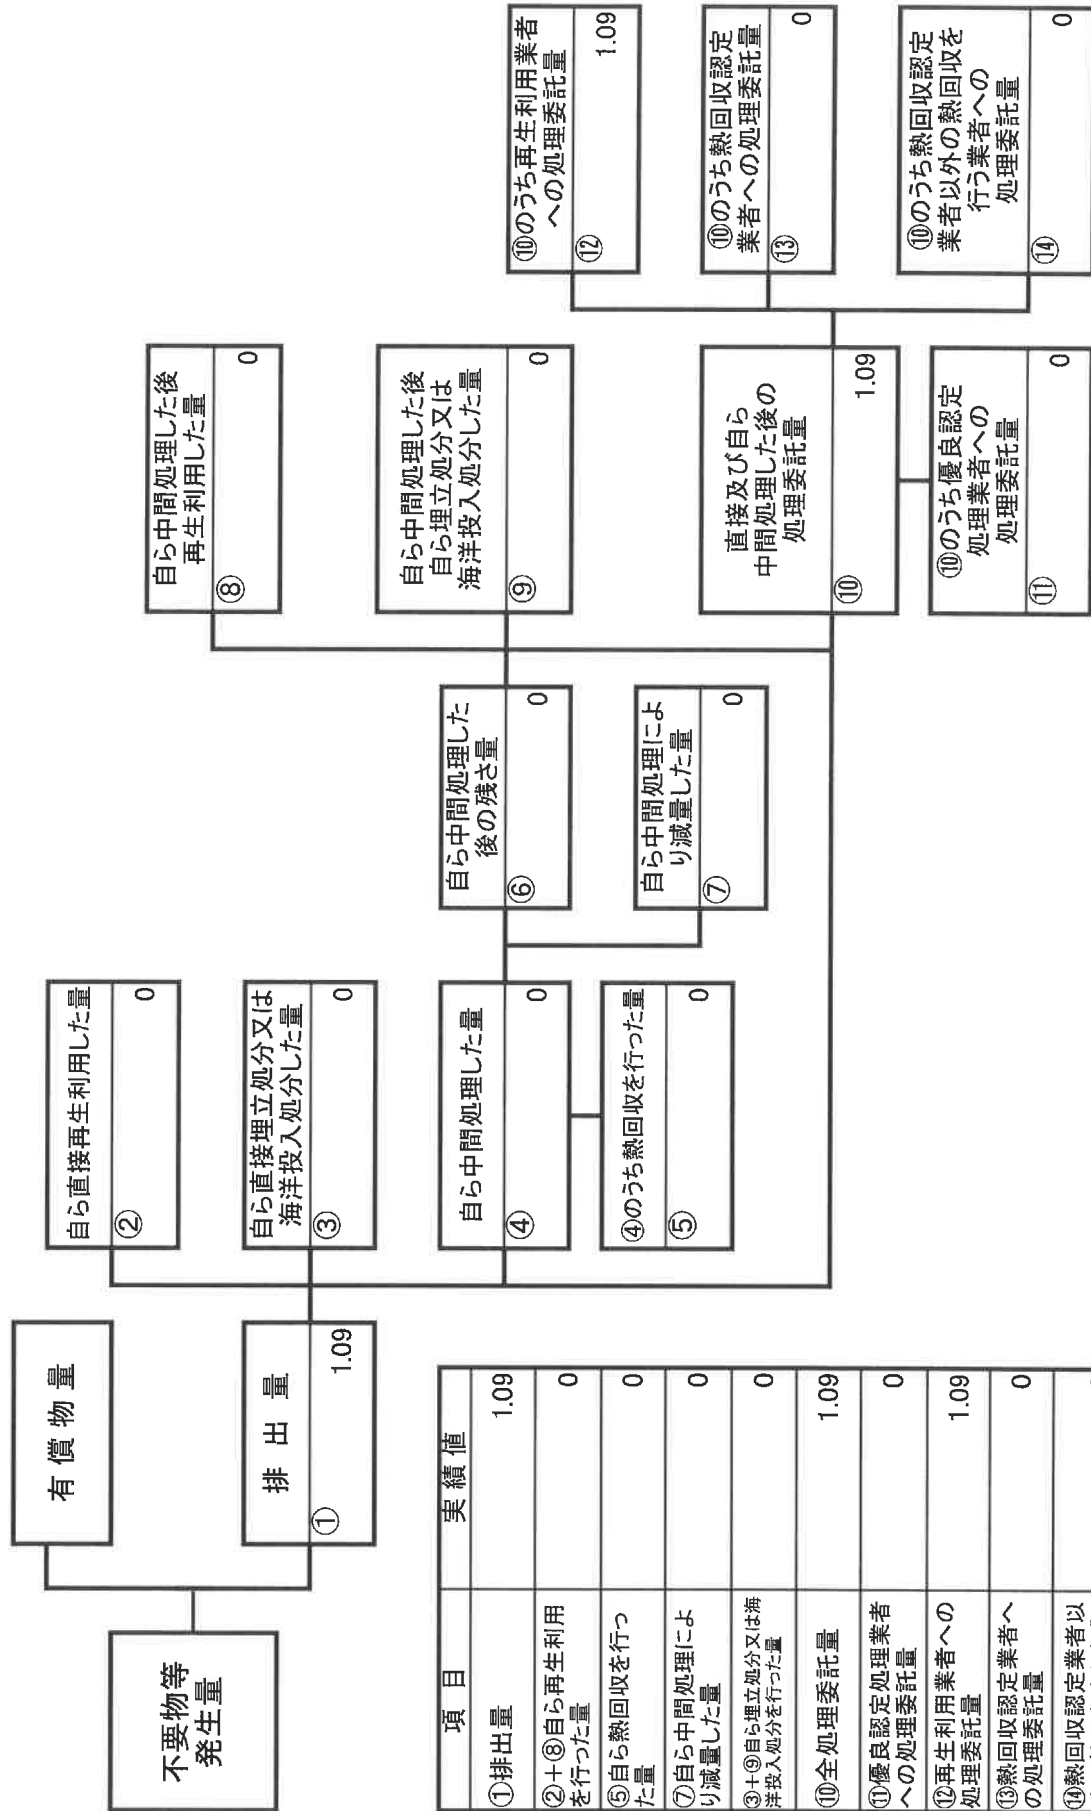 不要物等
発生量
有償物量
排出量
①
1.09
自ら直接再生利用した量
②
0
自ら直接埋立処分又は
海洋投入処分した量
③
0
自ら中間処理した量
④
0
④のうち熱回収を行った量
⑤
0
自ら中間処理した
後の残さ量
⑥
0
自ら中間処理によ
り減量した量
⑦
0
自ら中間処理した後
再生利用した量
⑧
0
自ら中間処理した後
自ら埋立処分又は
海洋投入処分した量
⑨
0
直接及び自ら
中間処理した後の
処理委託量
⑩
1.09
⑩のうち優良認定
処理業者への
処理委託量
⑪
0
⑩のうち再生利用業者
への処理委託量
⑫
1.09
⑩のうち熱回収認定
業者への処理委託量
⑬
0
⑩のうち熱回収認定
業者以外の熱回収を
行う業者への
処理委託量
⑭
0
項目 実績値
①排出量 1.09
②+⑧自ら再生利用
を行った量 0
⑤自ら熱回収を行っ
た量 0
⑦自ら中間処理によ
り減量した量 0
③+⑨自ら埋立処分又は海
洋投入処分を行った量 0
⑩全処理委託量 1.09
⑪優良認定処理業者
への処理委託量 0
⑫再生利用業者への
処理委託量 1.09
⑬熱回収認定業者へ
の処理委託量 0
⑭熱回収認定業者以